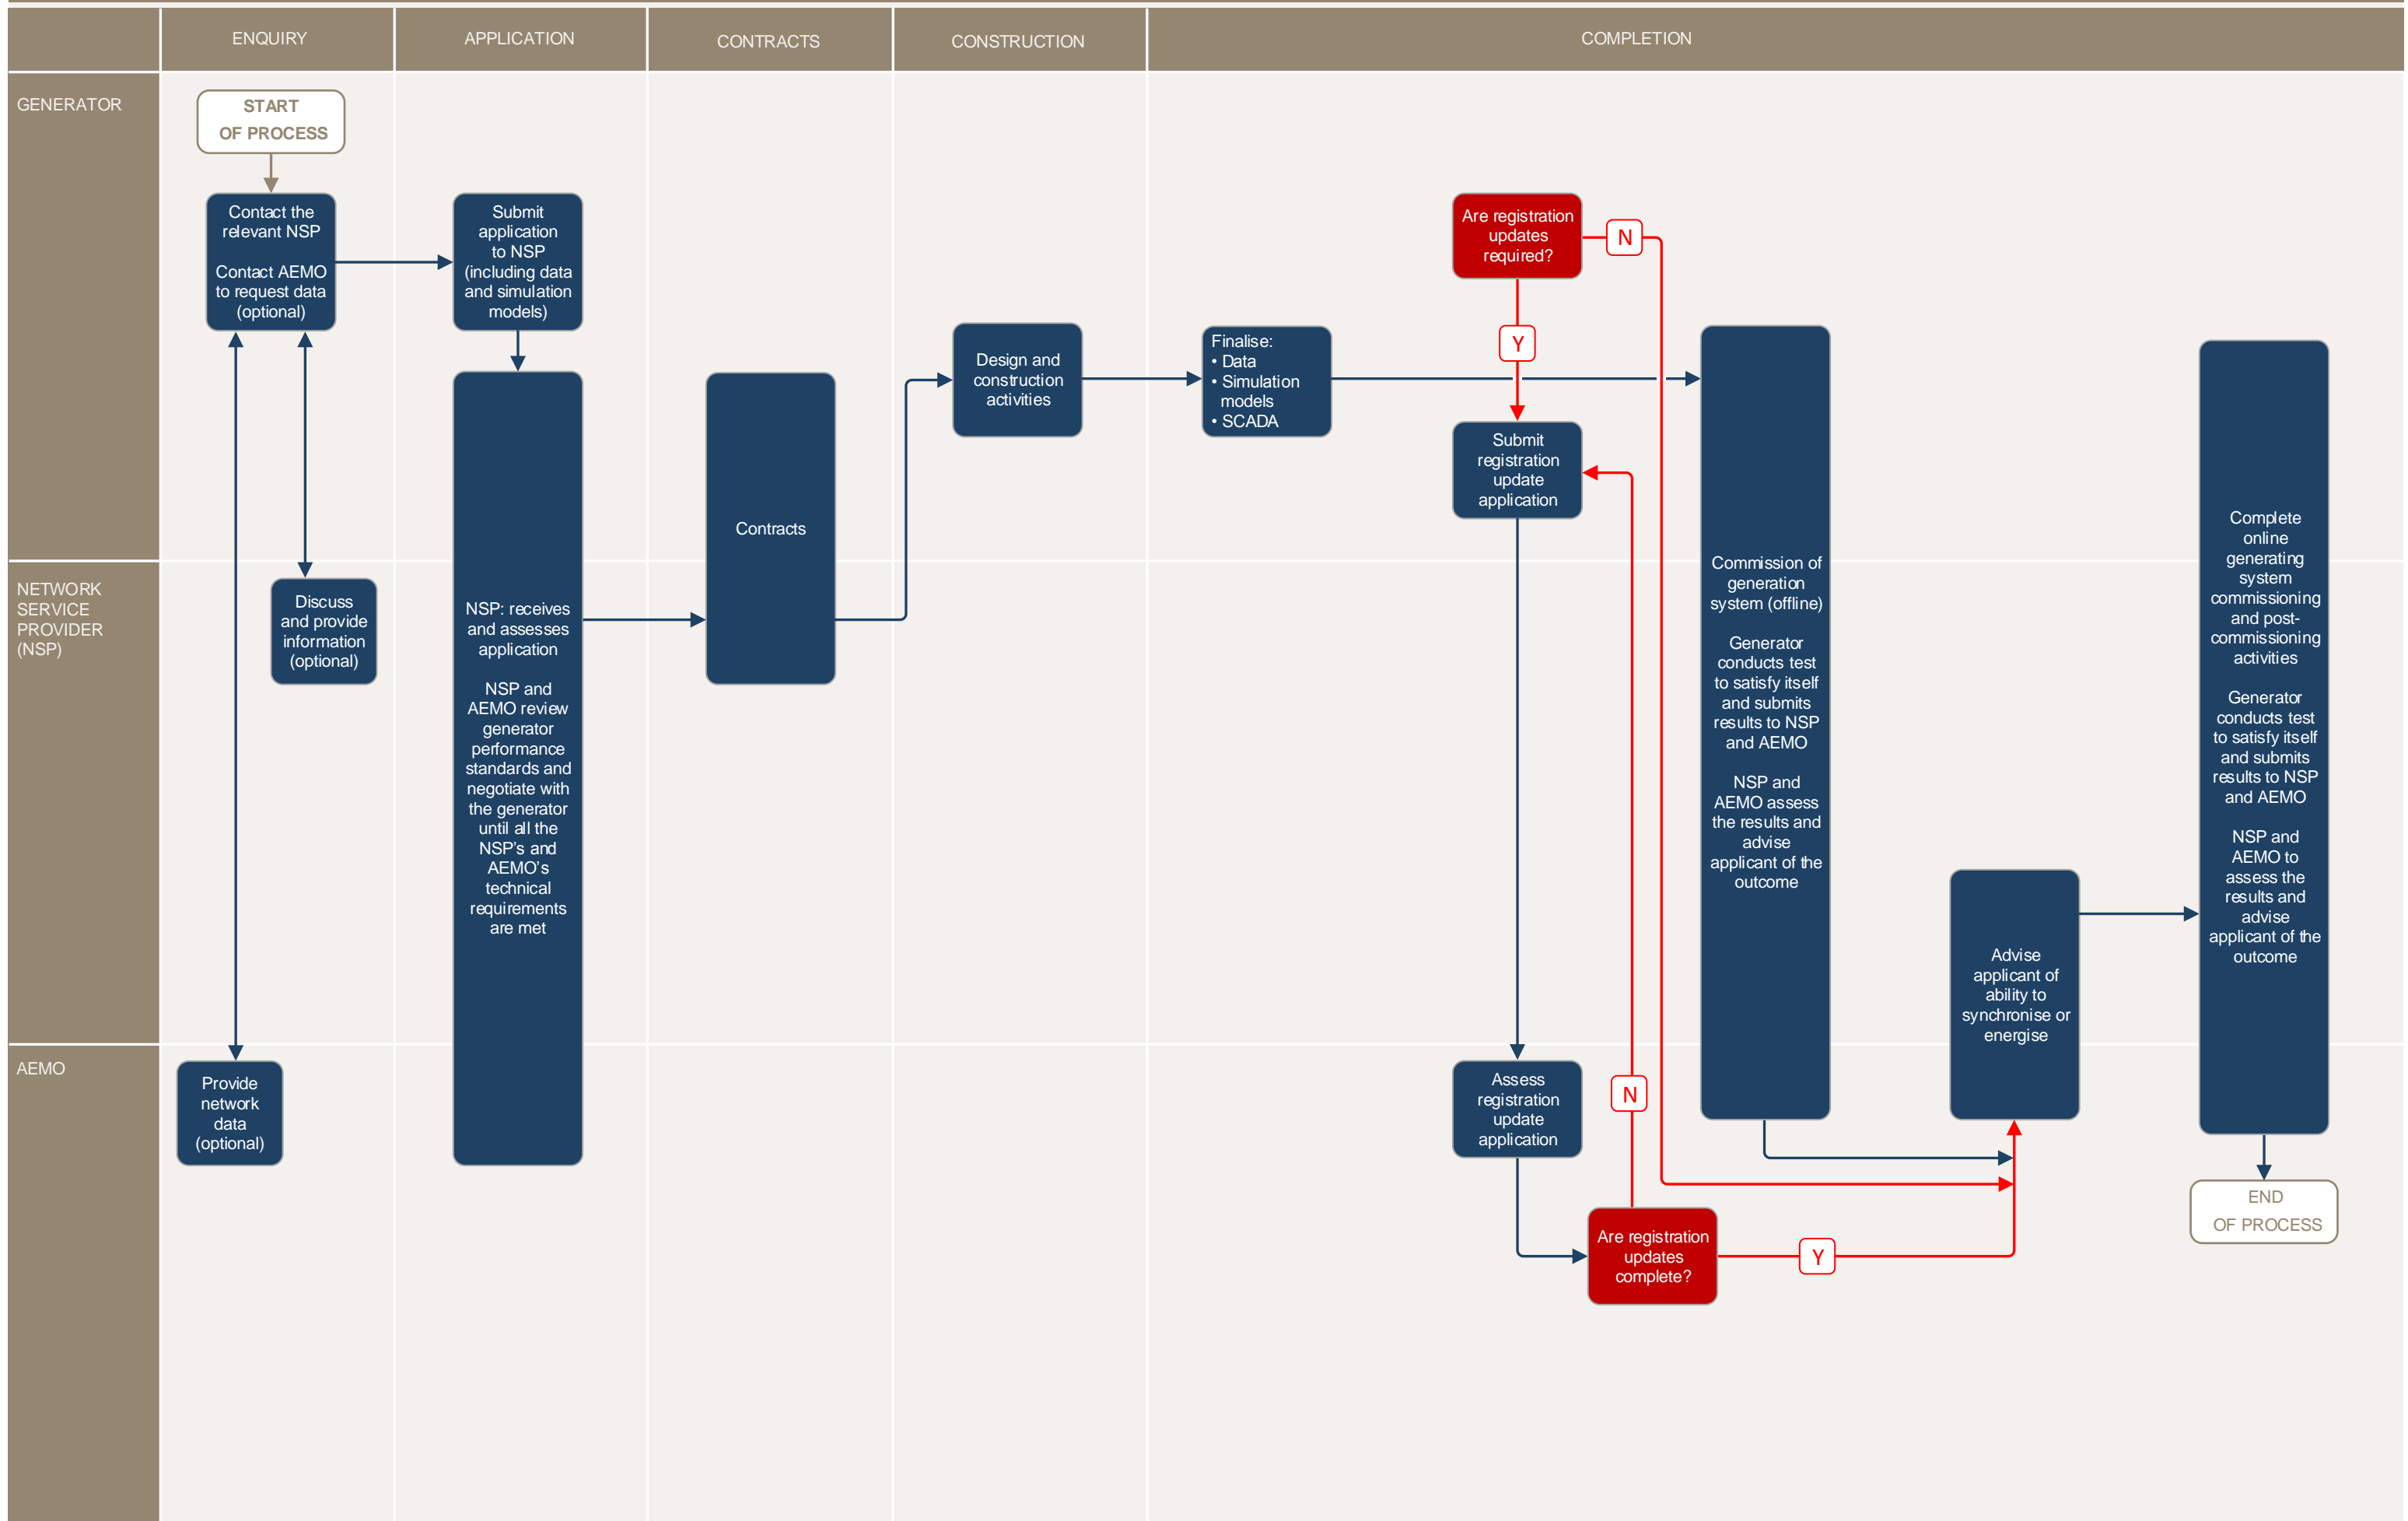 ENQUIRY
APPLICATION
CONTRACTS
CONSTRUCTION
COMPLETION
GENERATOR
START
OF PROCESS
Contact the
relevant NSP
Contact AEMO
to request data
(optional)
Submit
application
to NSP
(including data
and simulation
models)
Are registration
updates
required?
N
Y
Design and
construction
activities
Finalise:
• Data
• Simulation
models
• SCADA
Submit
registration
update
application
Contracts
NETWORK
SERVICE
PROVIDER
(NSP)
Discuss
and provide
information
(optional)
NSP: receives
and assesses
application
NSP and
AEMO review
generator
performance
standards and
negotiate with
the generator
until all the
NSP's and
AEMO's
technical
requirements
are met
Commission of
generation
system (offline)
Generator
conducts test
to satisfy itself
and submits
results to NSP
and AEMO
NSP and
AEMO assess
the results and
advise
applicant of the
outcome
Advise
applicant of
ability to
synchronise or
energise
Complete
online
generating
system
commissioning
and post-
commissioning
activities
Generator
conducts test
to satisfy itself
and submits
results to NSP
and AEMO
NSP and
AEMO to
assess the
results and
advise
applicant of the
outcome
AEMO
Provide
network
data
(optional)
Assess
registration
update
application
N
Are registration
updates
complete?
Y
END
OF PROCESS